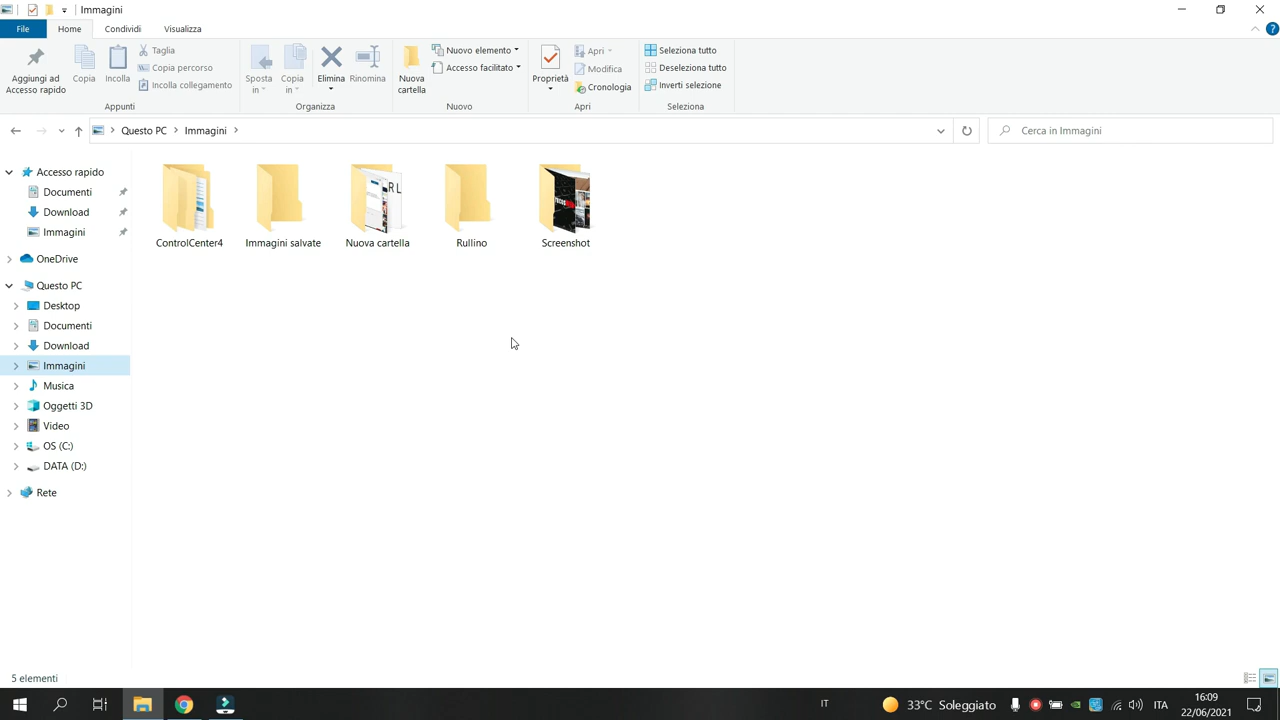 Immagini
File Home Condividi Visualizza
Aggiungi ad
Accesso rapido
Copia
Incolla
Taglia
Copia percorso
Incolla collegamento
Appunti
Sposta
in
Copia
in
Elimina
Rinomina
Organizza
Nuova
cartella
Nuovo elemento
Accesso facilitato
Nuovo
Proprietà
Apri
Modifica
Cronologia
Apri
Seleziona tutto
Deseleziona tutto
Inverti selezione
Seleziona
Questo PC > Immagini >
Cerca in Immagini
Accesso rapido
Documenti
Download
Immagini
OneDrive
Questo PC
Desktop
Documenti
Download
Immagini
Musica
Oggetti 3D
Video
OS (C:)
DATA (D:)
Rete
ControlCenter4
Immagini salvate
Nuova cartella
Rullino
Screenshot
5 elementi
IT
33°C Soleggiato
ITA
16:09
22/06/2021